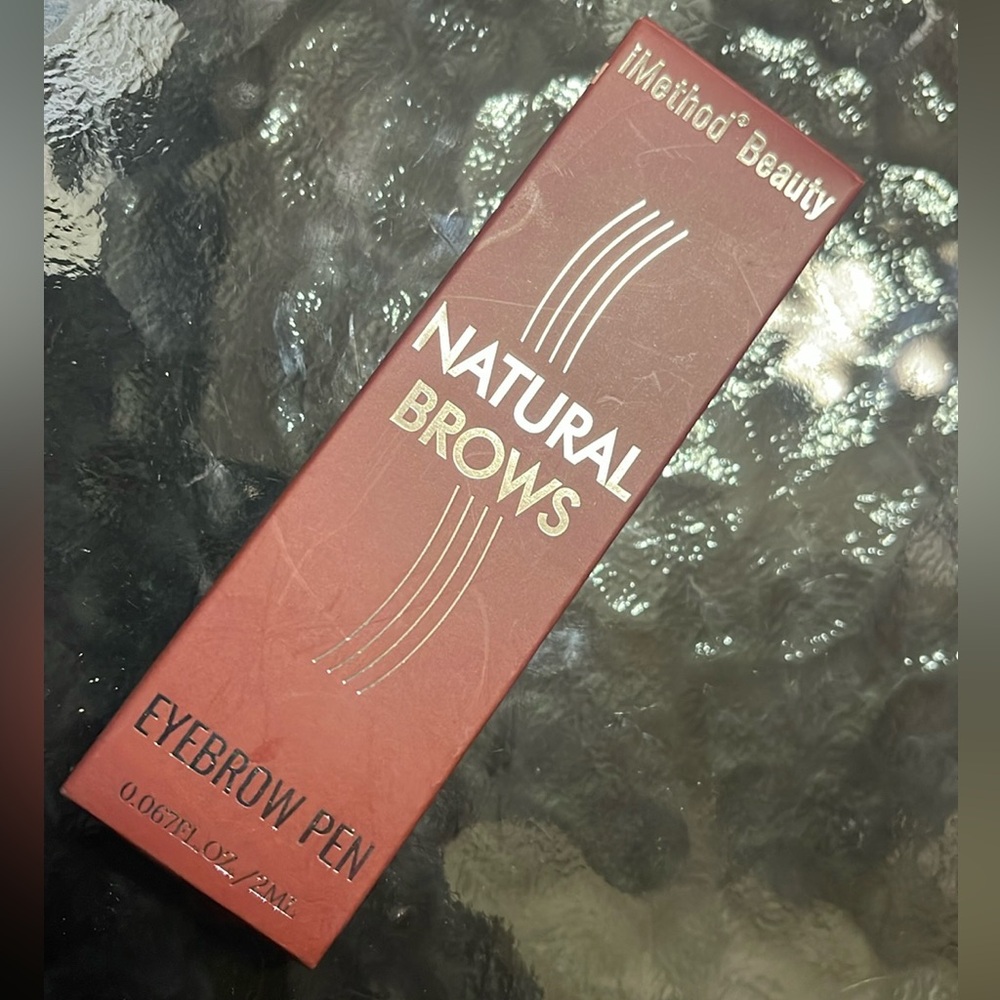 iMethod® Beauty
NATURAL
BROWS
EYEBROW PEN
0.067FL.OZ./2ML